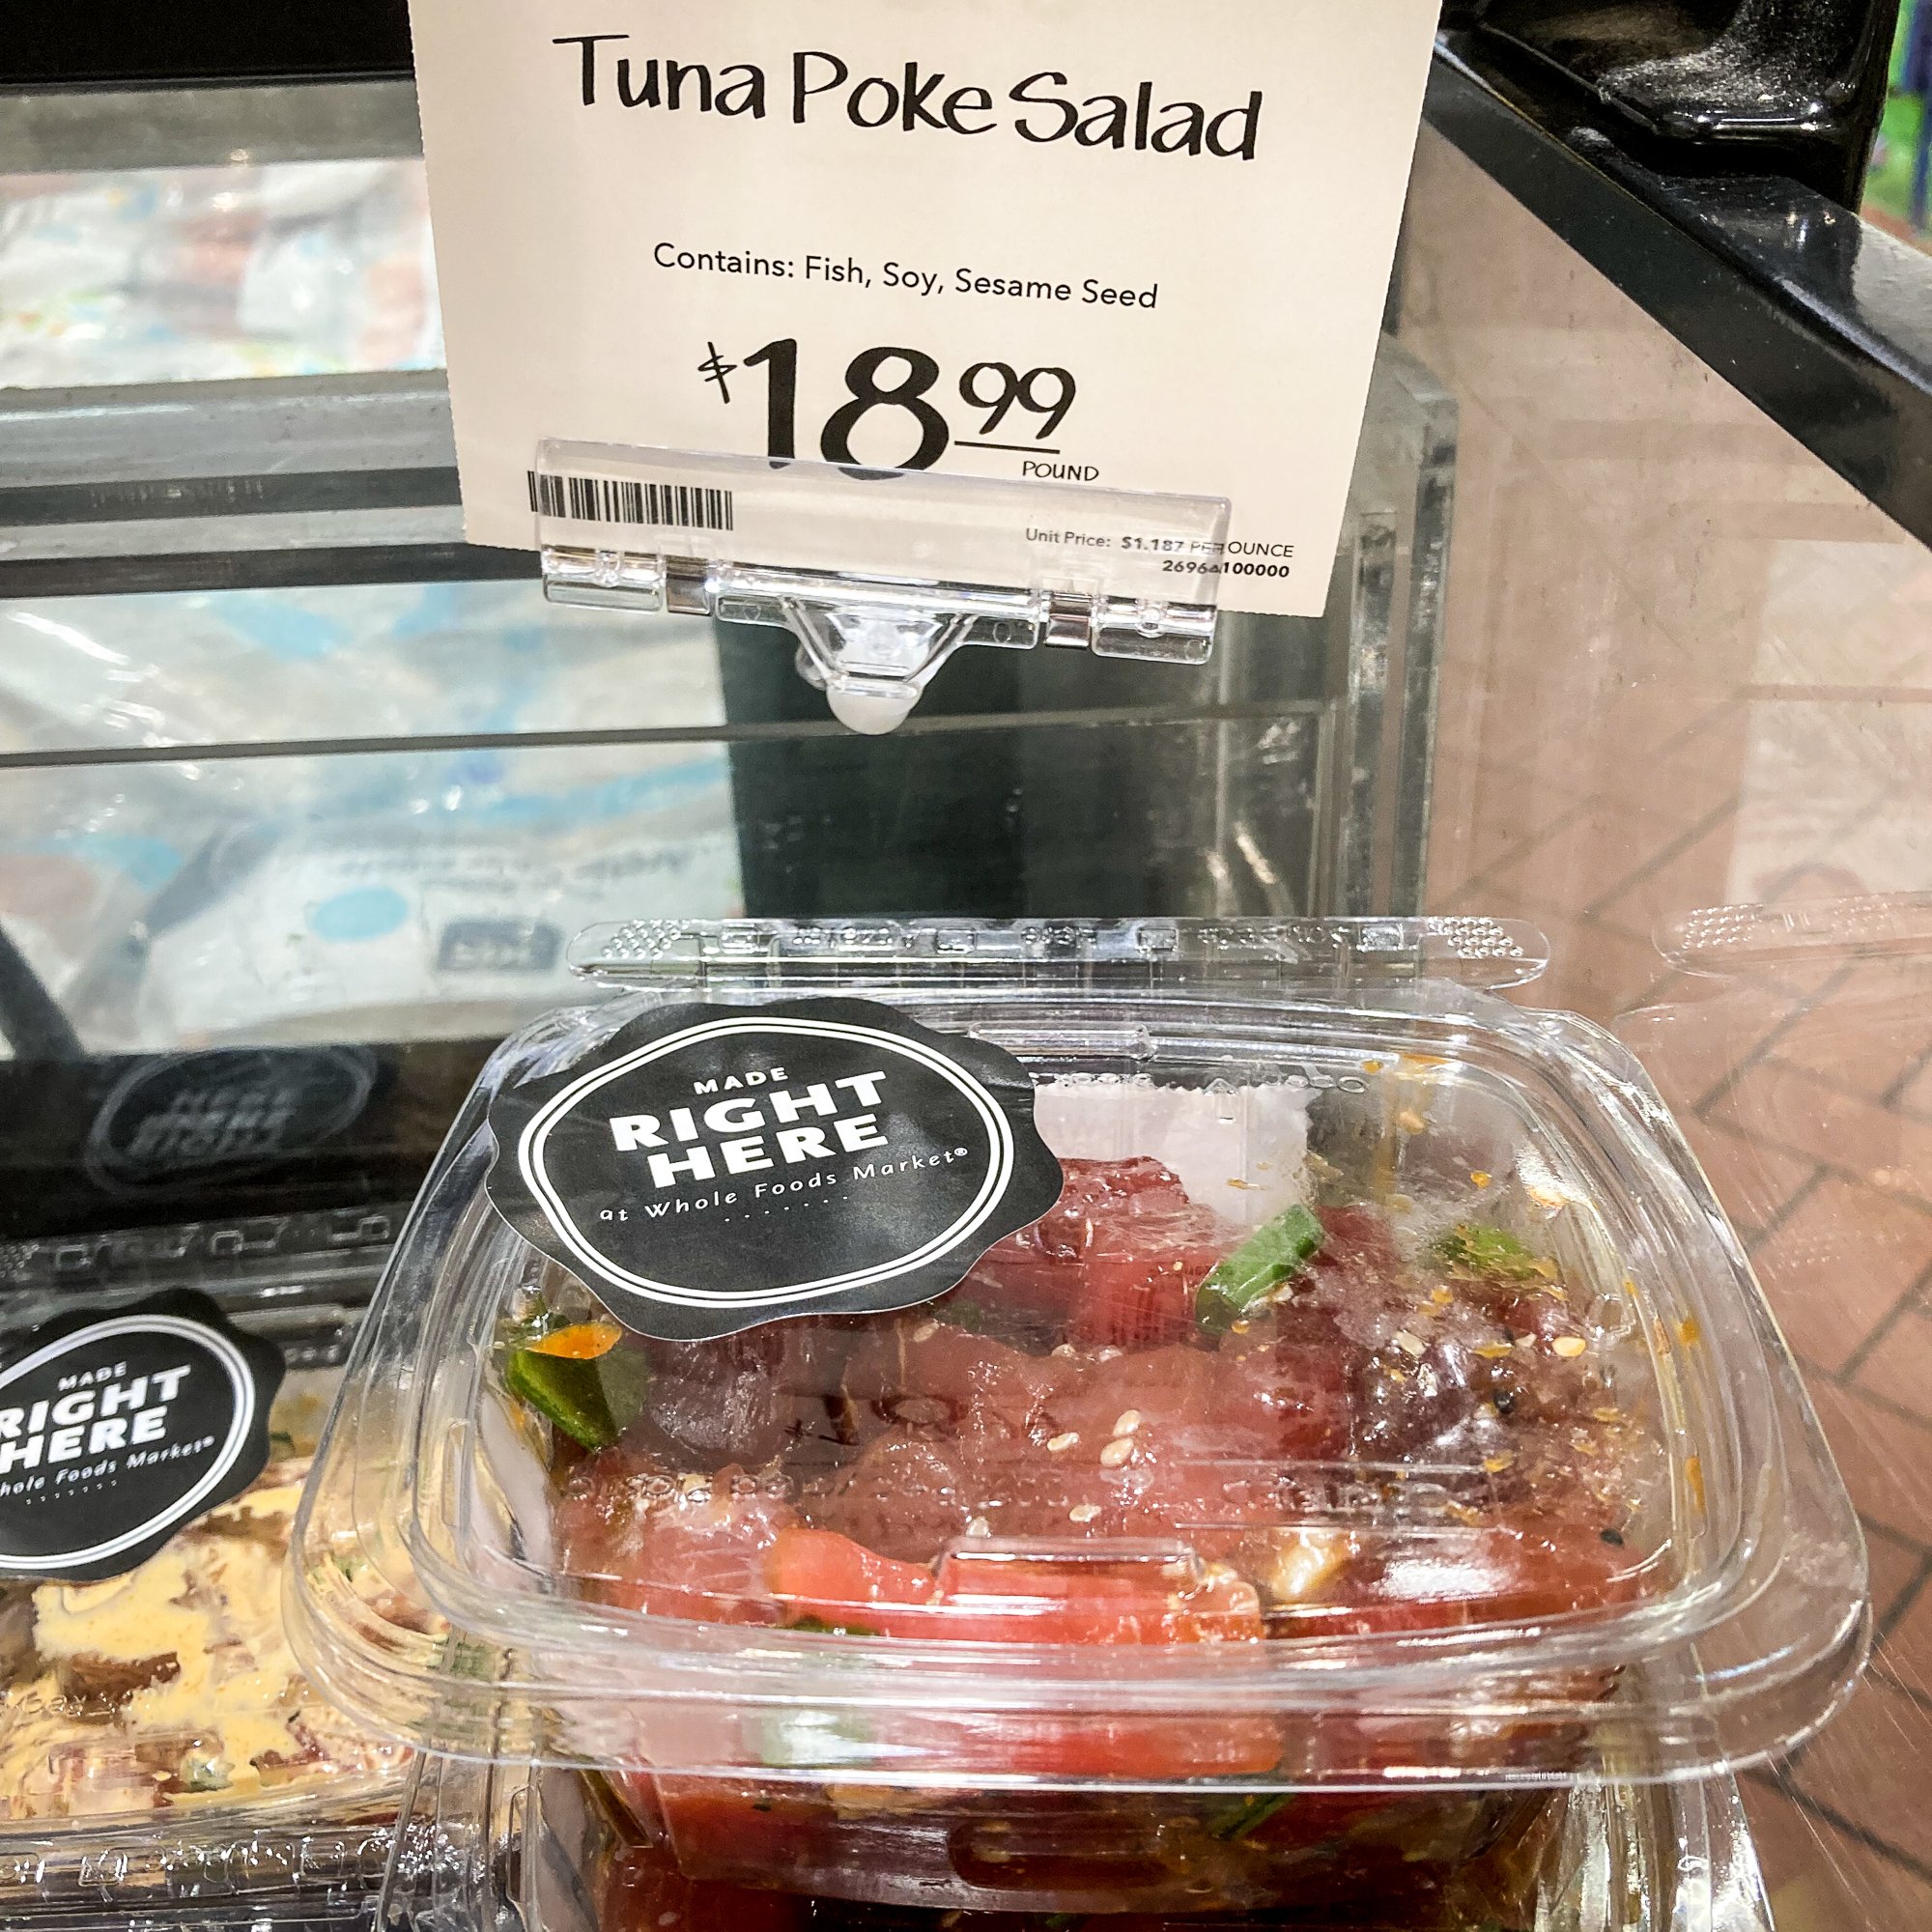 Tuna Poke Salad
Contains: Fish, Soy, Sesame Seed
$18 99
POUND
Unit Price: $1.187 PER OUNCE
MADE
RIGHT
HERE
at Whole Foods Market®
MADE
RIGHT
HERE
Whole Foods Market®